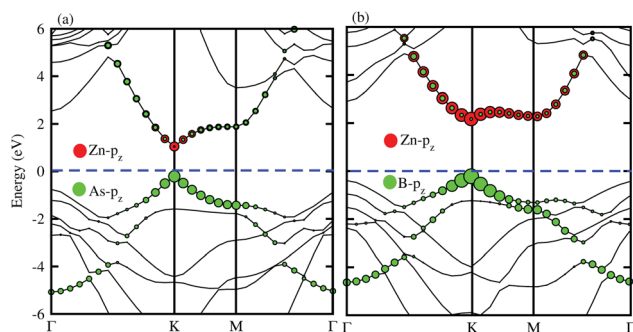 (a)
(b)
6
4
2
0
-2
-4
-6
Energy (eV)
Zn-p_z
As-p_z
Zn-p_z
B-p_z
Γ K M Γ Γ K M Γ